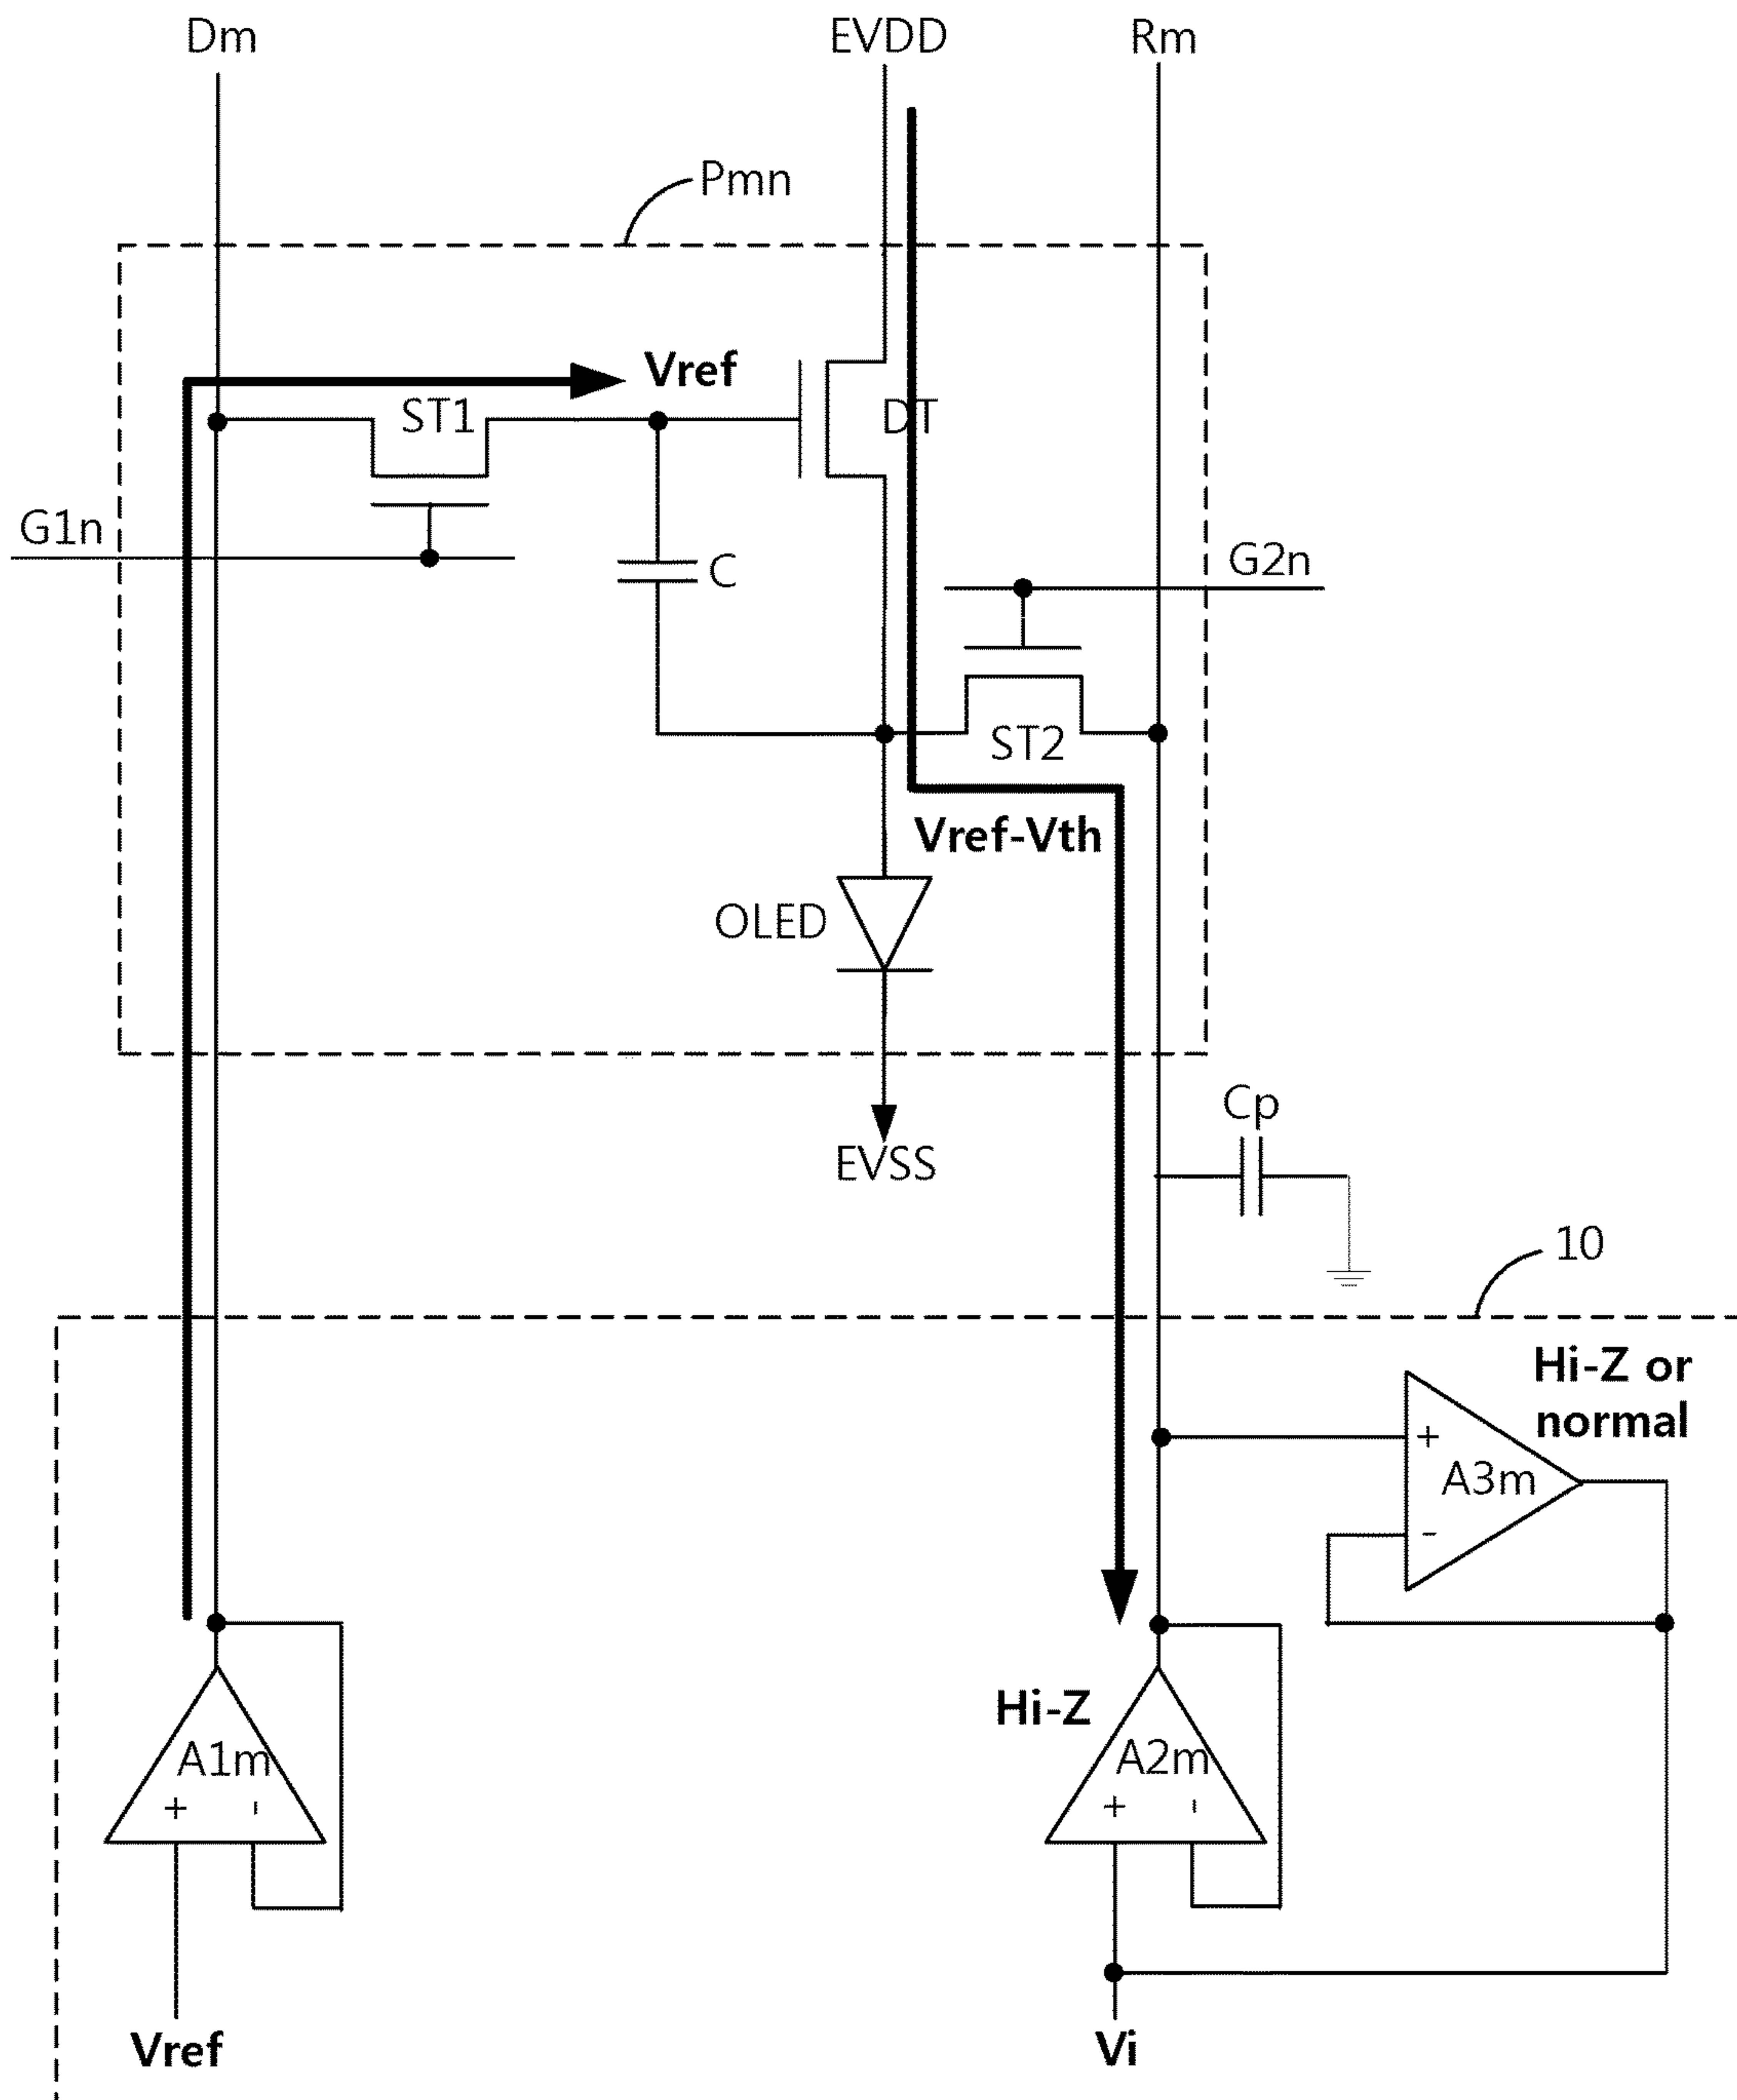 Dm
EVDD
Rm
Pmn
Vref
ST1
DT
G1n
C
G2n
ST2
Vref-Vth
OLED
Cp
EVSS
10
Hi-Z or
normal
+
A3m
-
Hi-Z
A1m
+ -
A2m
+ -
Vref
Vi